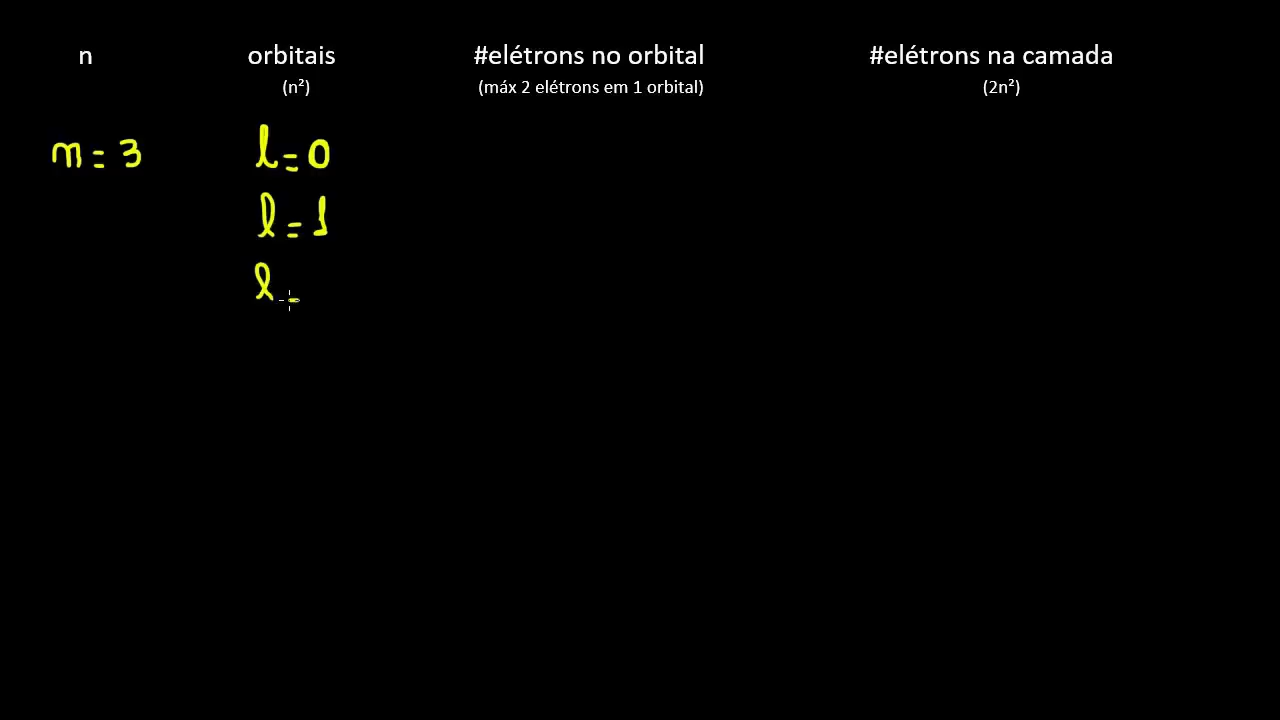 n orbitais #elétrons no orbital #elétrons na camada
(n²) (máx 2 elétrons em 1 orbital) (2n²)
n = 3 l = 0
l = 1
l -